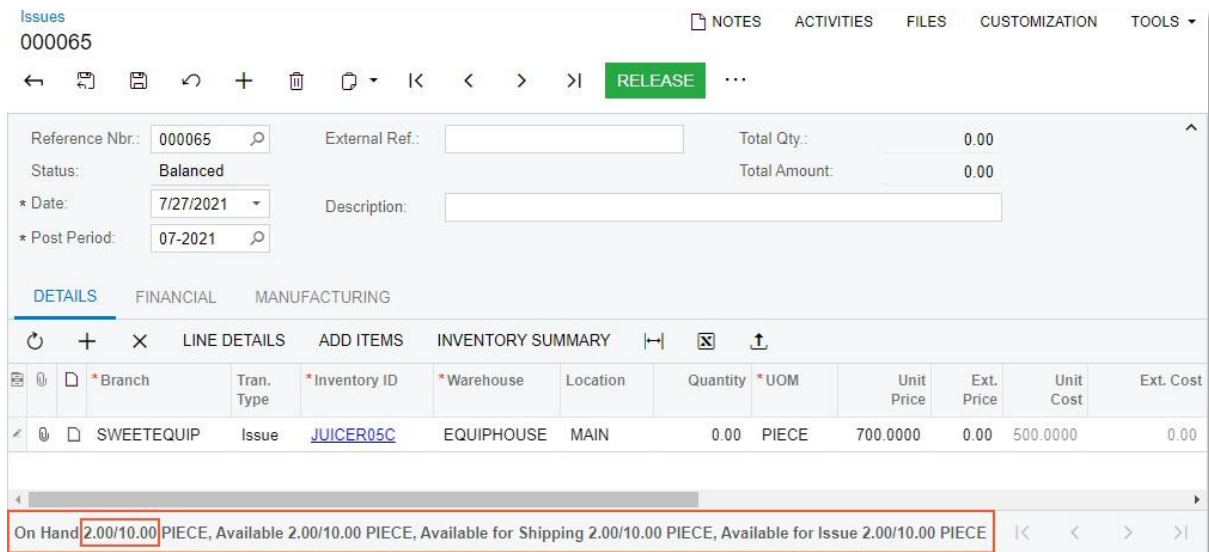 Issues
NOTES ACTIVITIES FILES CUSTOMIZATION TOOLS
000065
RELEASE ...
Reference Nbr.: 000065 External Ref.: Total Qty.: 0.00
Status: Balanced Total Amount: 0.00
* Date: 7/27/2021 Description:
* Post Period: 07-2021
DETAILS FINANCIAL MANUFACTURING
LINE DETAILS ADD ITEMS INVENTORY SUMMARY
*Branch Tran. Type *Inventory ID *Warehouse Location Quantity *UOM Unit Price Ext. Price Unit Cost Ext. Cost
SWEETEQUIP Issue JUICER05C EQUIPHOUSE MAIN 0.00 PIECE 700.0000 0.00 500.0000 0.00
On Hand 2.00/10.00 PIECE, Available 2.00/10.00 PIECE, Available for Shipping 2.00/10.00 PIECE, Available for Issue 2.00/10.00 PIECE